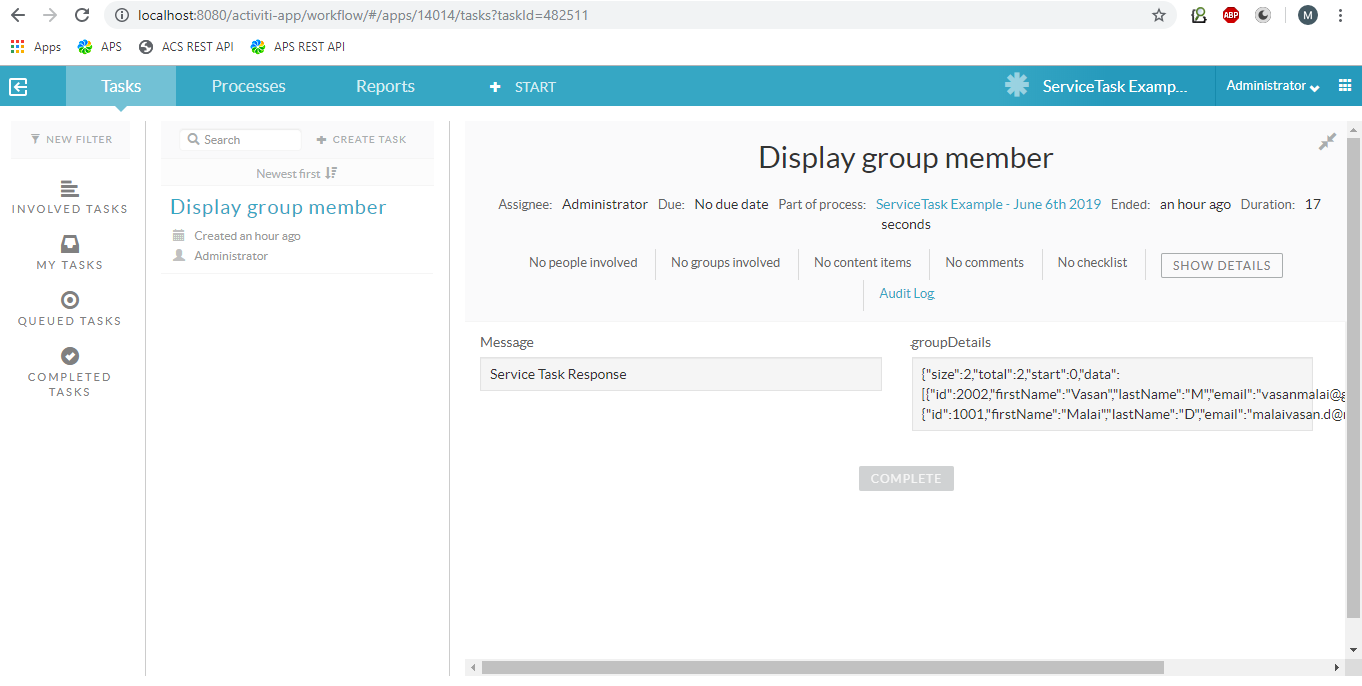 localhost:8080/activiti-app/workflow/#/apps/14014/tasks?taskId=482511
ABP
M
Apps APS ACS REST API APS REST API
Tasks Processes Reports START ServiceTask Examp... Administrator
NEW FILTER
INVOLVED TASKS
MY TASKS
QUEUED TASKS
COMPLETED
TASKS
Search CREATE TASK
Newest first
Display group member
Created an hour ago
Administrator
Display group member
Assignee: Administrator Due: No due date Part of process: ServiceTask Example - June 6th 2019 Ended: an hour ago Duration: 17
seconds
No people involved No groups involved No content items No comments No checklist SHOW DETAILS
Audit Log
Message
Service Task Response
groupDetails
{"size":2,"total":2,"start":0,"data":
[{"id":2002,"firstName":"Vasan","lastName":"M","email":"vasanmalai@g
{"id":1001,"firstName":"Malai","lastName":"D","email":"malaivasan.d@
COMPLETE